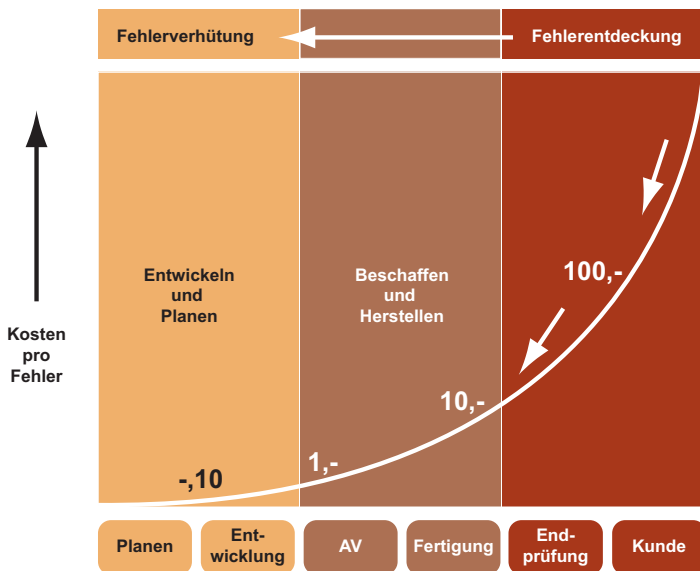 Fehlerverhütung
Fehlerentdeckung
Kosten
pro
Fehler
Entwickeln
und
Planen
Beschaffen
und
Herstellen
-,10
1,-
10,-
100,-
Planen
Ent-
wicklung
AV
Fertigung
End-
prüfung
Kunde